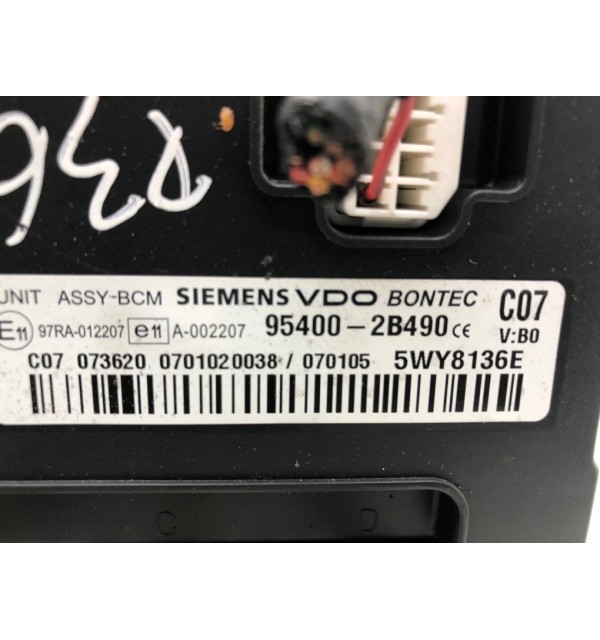 UNIT ASSY-BCM SIEMENS VDO BONTEC C07
E11 97RA-012207 e11 A-002207 95400-2B490 CE V:B0
C07 073620 0701020038 / 070105 5WY8136E
C D